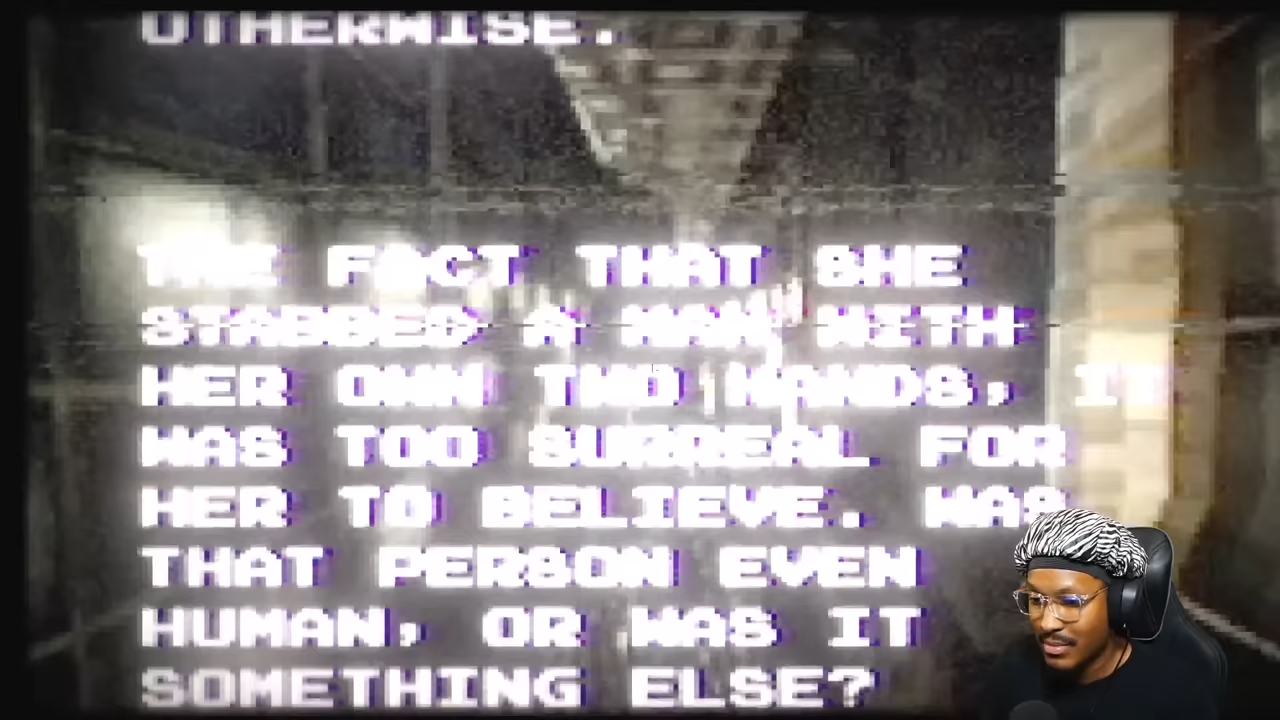 OTHERWISE.
THE FACT THAT SHE
STABBED A MAN WITH
HER OWN TWO HANDS, IT
WAS TOO SURREAL FOR
HER TO BELIEVE. WAS
THAT PERSON EVEN
HUMAN, OR WAS IT
SOMETHING ELSE?